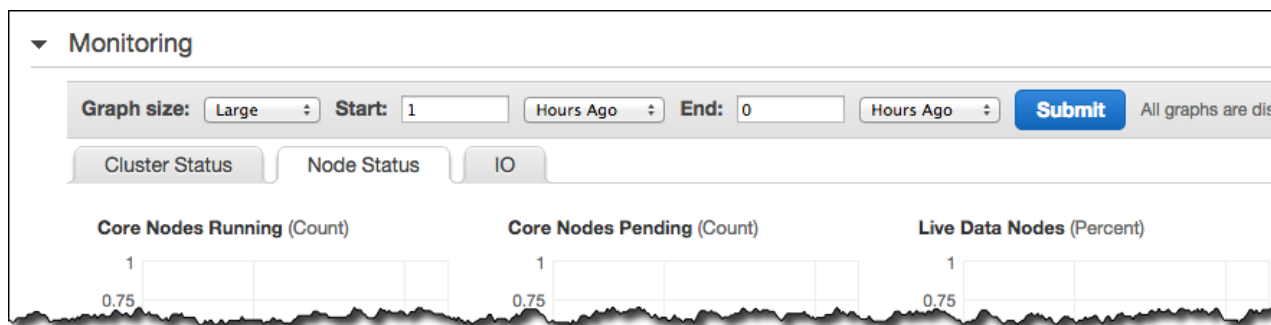 Monitoring
Graph size: Large Start: 1 Hours Ago End: 0 Hours Ago Submit All graphs are
Cluster Status Node Status IO
Core Nodes Running (Count) Core Nodes Pending (Count) Live Data Nodes (Percent)
1 1 1
0.75 0.75 0.75